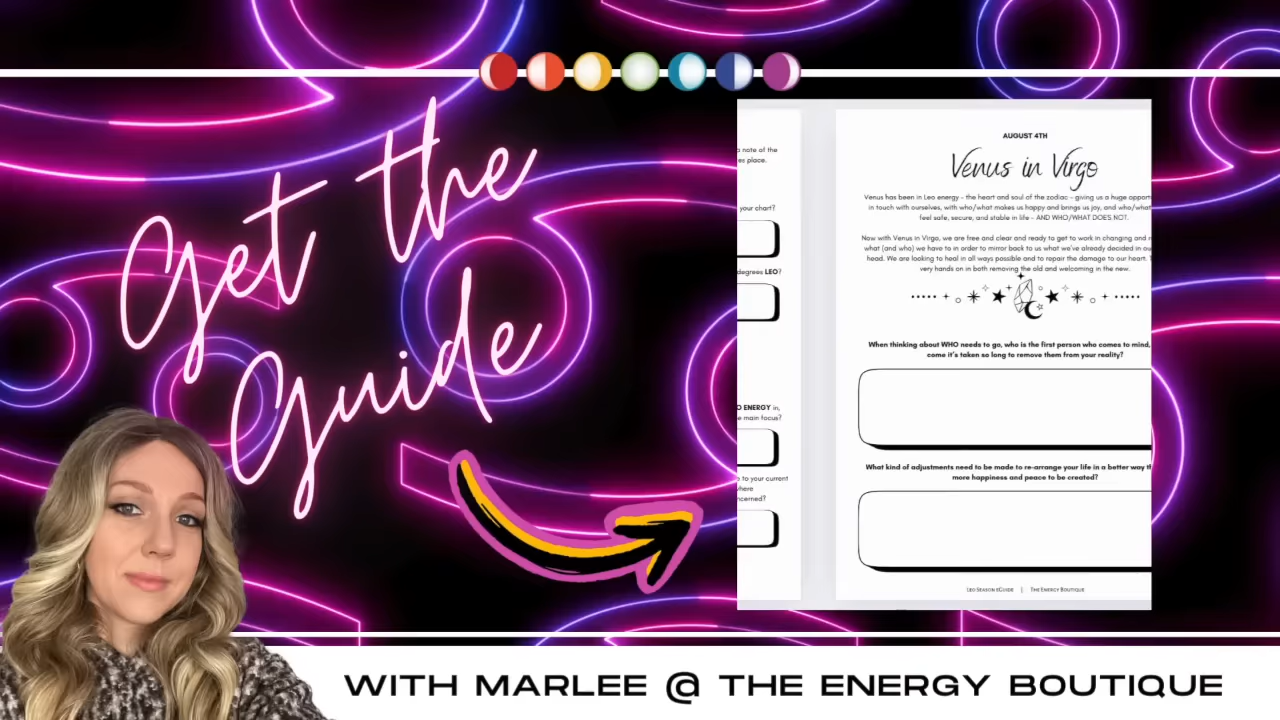 Get the
Guide
o note of the
es place.
your chart?
degrees LEO?
O ENERGY in,
e main focus?
to your current
where
ncerned?
AUGUST 4TH
Venus in Virgo
Venus has been in Leo energy - the heart and soul of the zodiac - giving us a huge opport
in touch with ourselves, with who/what makes us happy and brings us joy, and who/what
feel safe, secure, and stable in life - AND WHO/WHAT DOES NOT.
Now with Venus in Virgo, we are free and clear and ready to get to work in changing and r
what (and who) we have to in order to mirror back to us what we've already decided in ou
head. We are looking to heal in all ways possible and to repair the damage to our heart. T
very hands on in both removing the old and welcoming in the new.
When thinking about WHO needs to go, who is the first person who comes to mind,
come it's taken so long to remove them from your reality?
What kind of adjustments need to be made to re-arrange your life in a better way th
more happiness and peace to be created?
Leo Season eGuide | The Energy Boutique
WITH MARLEE @ THE ENERGY BOUTIQUE